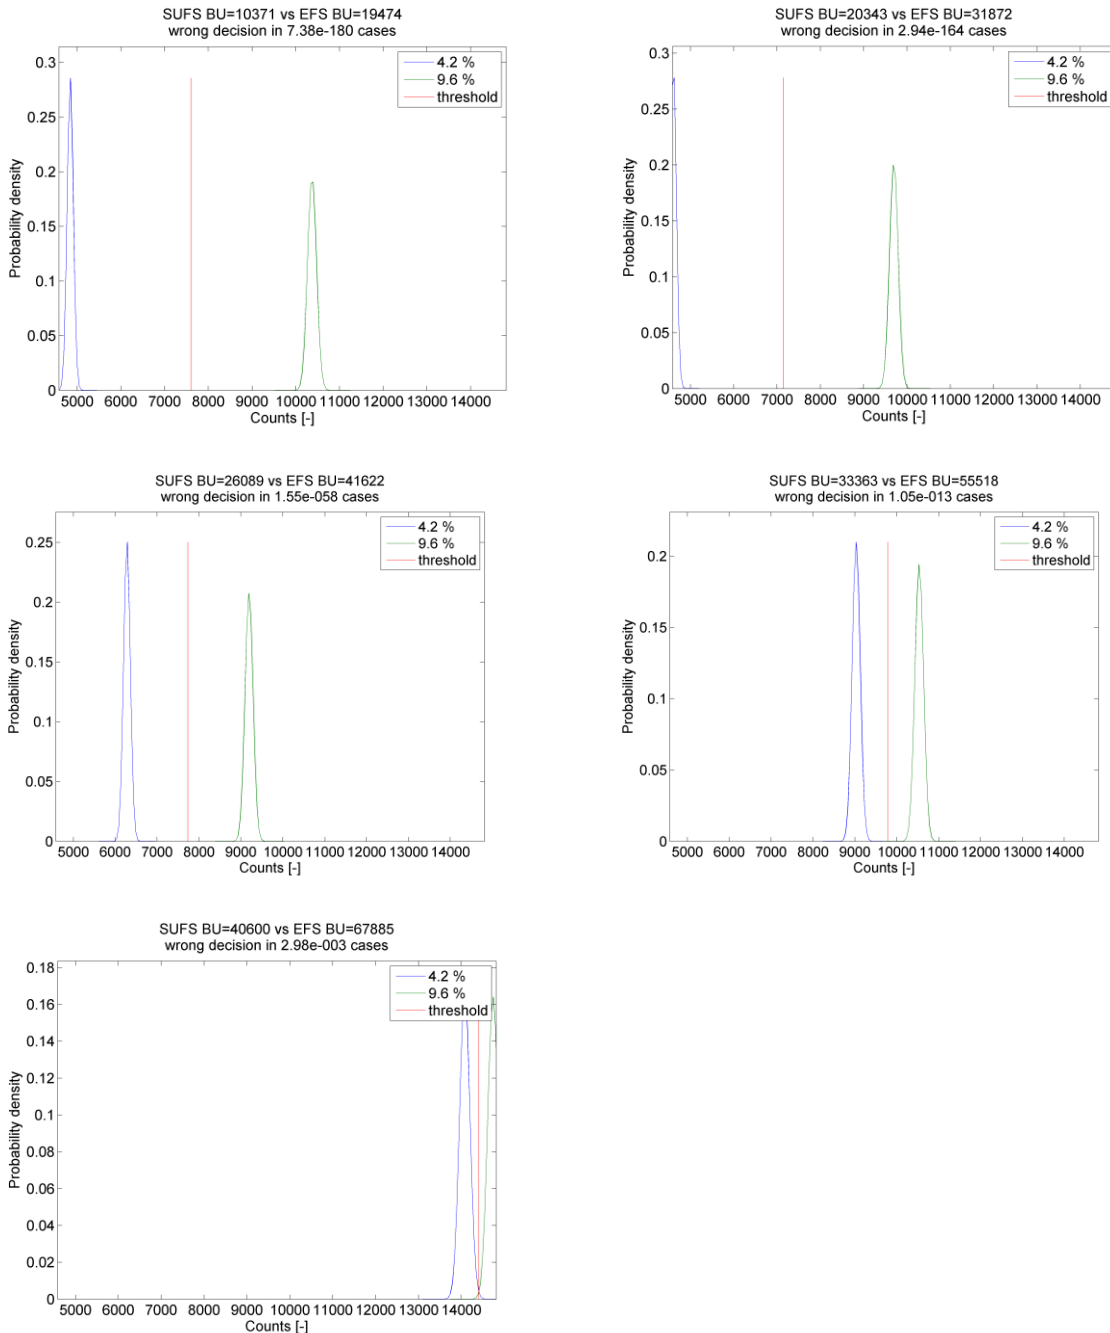 SUFS BU=10371 vs EFS BU=19474
wrong decision in 7.38e-180 cases
0.3
0.25
0.2
0.15
0.1
0.05
0
Probability density
4.2 %
9.6 %
threshold
5000 6000 7000 8000 9000 10000 11000 12000 13000 14000
Counts [-]
SUFS BU=20343 vs EFS BU=31872
wrong decision in 2.94e-164 cases
0.3
0.25
0.2
0.15
0.1
0.05
0
Probability density
4.2 %
9.6 %
threshold
5000 6000 7000 8000 9000 10000 11000 12000 13000 14000
Counts [-]
SUFS BU=26089 vs EFS BU=41622
wrong decision in 1.55e-058 cases
0.25
0.2
0.15
0.1
0.05
0
Probability density
4.2 %
9.6 %
threshold
5000 6000 7000 8000 9000 10000 11000 12000 13000 14000
Counts [-]
SUFS BU=33363 vs EFS BU=55518
wrong decision in 1.05e-013 cases
0.2
0.15
0.1
0.05
0
Probability density
4.2 %
9.6 %
threshold
5000 6000 7000 8000 9000 10000 11000 12000 13000 14000
Counts [-]
SUFS BU=40600 vs EFS BU=67885
wrong decision in 2.98e-003 cases
0.18
0.16
0.14
0.12
0.1
0.08
0.06
0.04
0.02
0
Probability density
4.2 %
9.6 %
threshold
5000 6000 7000 8000 9000 10000 11000 12000 13000 14000
Counts [-]